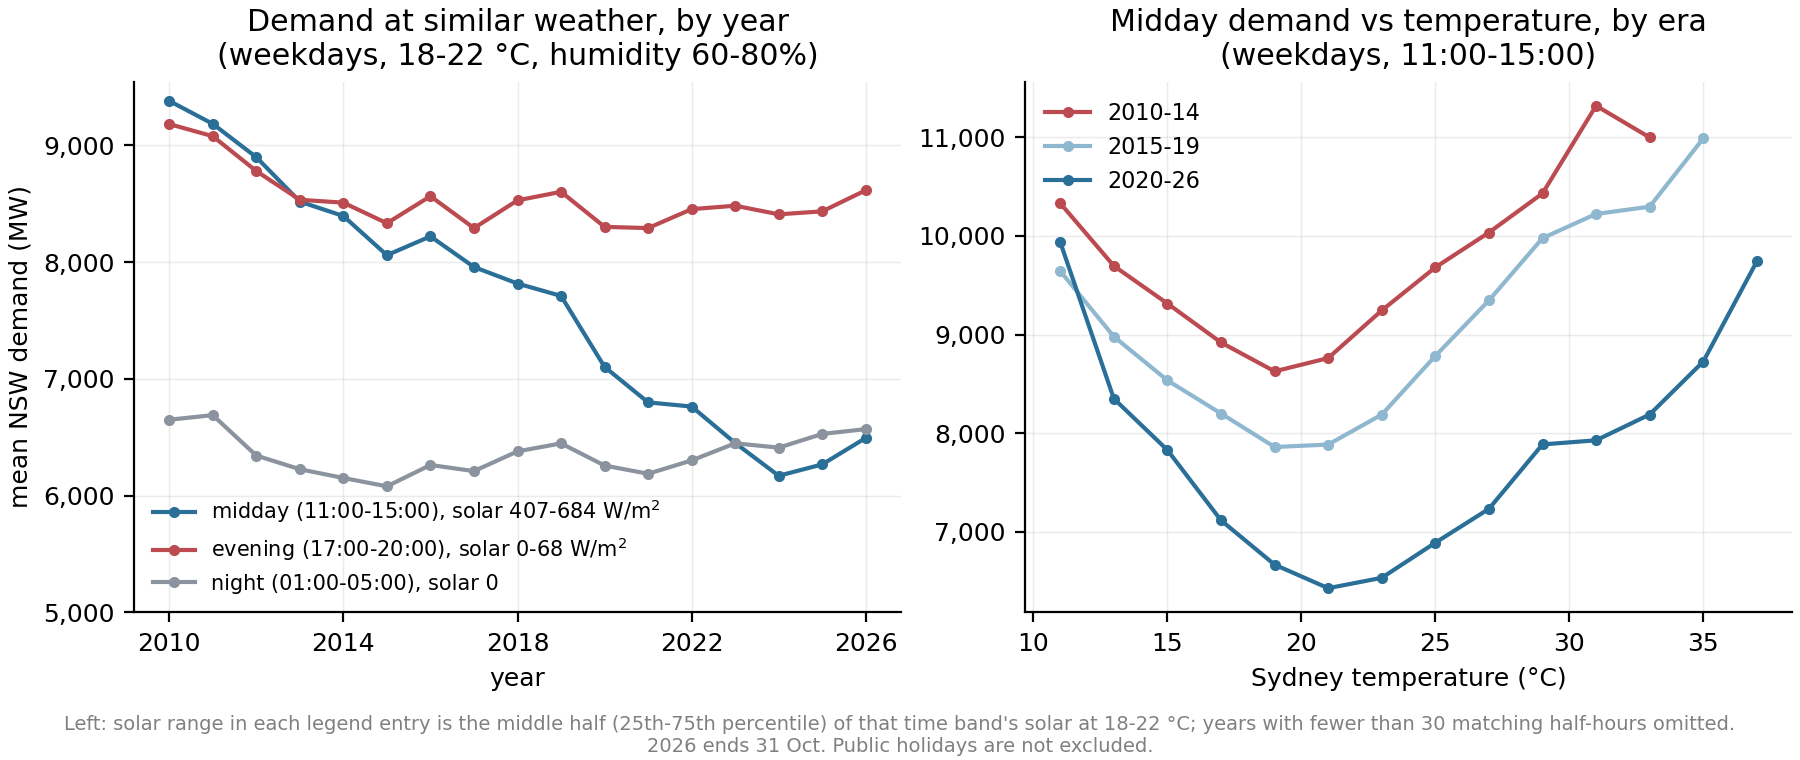 Demand at similar weather, by year
(weekdays, 18-22 °C, humidity 60-80%)
mean NSW demand (MW)
9,000
8,000
7,000
6,000
5,000
midday (11:00-15:00), solar 407-684 W/m²
evening (17:00-20:00), solar 0-68 W/m²
night (01:00-05:00), solar 0
2010
2014
2018
2022
2026
year
Midday demand vs temperature, by era
(weekdays, 11:00-15:00)
2010-14
2015-19
2020-26
11,000
10,000
9,000
8,000
7,000
10
15
20
25
30
35
Sydney temperature (°C)
Left: solar range in each legend entry is the middle half (25th-75th percentile) of that time band's solar at 18-22 °C; years with fewer than 30 matching half-hours omitted.
2026 ends 31 Oct. Public holidays are not excluded.